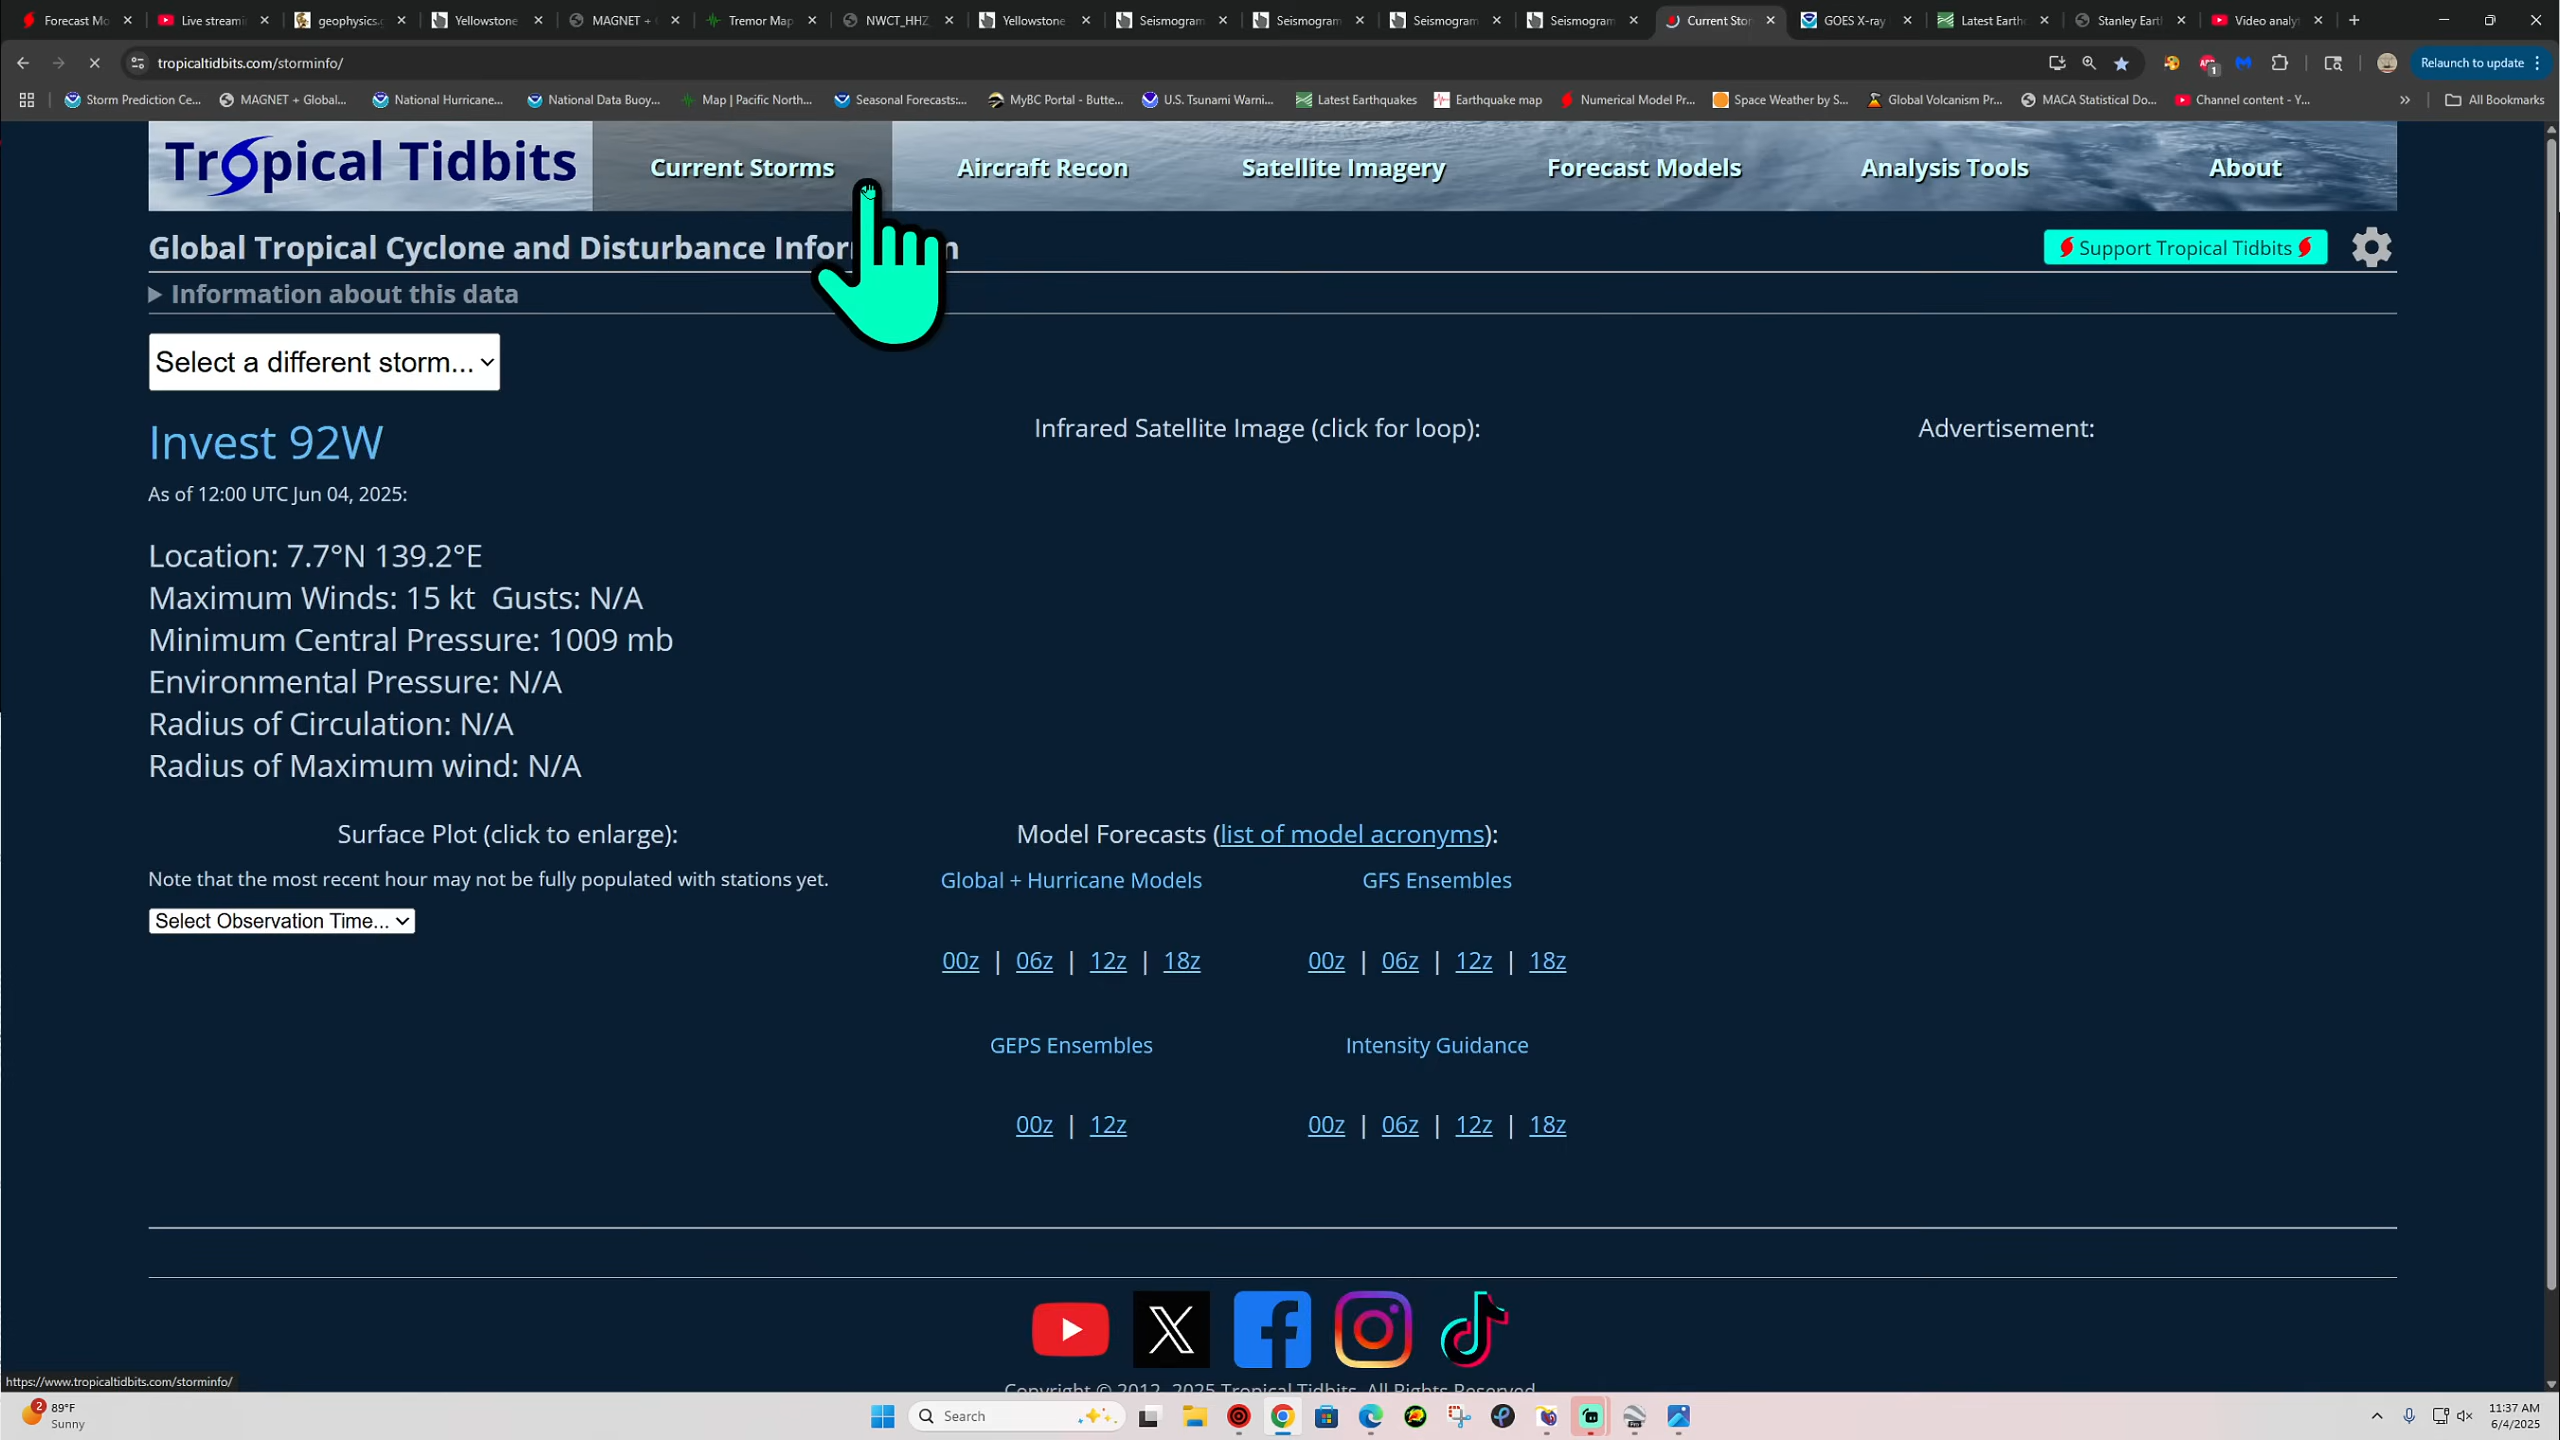 Forecast Mo
Live streami
geophysics.g
Yellowstone
MAGNET +
Tremor Map
NWCT_HHZ
Yellowstone
Seismogram
Seismogram
Seismogram
Seismogram
Current Stor
GOES X-ray
Latest Earth
Stanley Eart
Video analy
tropicaltidbits.com/storminfo/
1
Relaunch to update
Storm Prediction Ce...
MAGNET + Global...
National Hurricane...
National Data Buoy...
Map | Pacific North...
Seasonal Forecasts:...
MyBC Portal - Butte...
U.S. Tsunami Warni...
Latest Earthquakes
Earthquake map
Numerical Model Pr...
Space Weather by S...
Global Volcanism Pr...
MACA Statistical Do...
Channel content - Y...
All Bookmarks
Tropical Tidbits
Current Storms
Aircraft Recon
Satellite Imagery
Forecast Models
Analysis Tools
About
Global Tropical Cyclone and Disturbance Infor n
Support Tropical Tidbits
Information about this data
Select a different storm...
Invest 92W
As of 12:00 UTC Jun 04, 2025:
Location: 7.7°N 139.2°E
Maximum Winds: 15 kt Gusts: N/A
Minimum Central Pressure: 1009 mb
Environmental Pressure: N/A
Radius of Circulation: N/A
Radius of Maximum wind: N/A
Infrared Satellite Image (click for loop):
Advertisement:
Surface Plot (click to enlarge):
Note that the most recent hour may not be fully populated with stations yet.
Select Observation Time...
Model Forecasts (list of model acronyms):
Global + Hurricane Models
GFS Ensembles
00z | 06z | 12z | 18z
00z | 06z | 12z | 18z
GEPS Ensembles
Intensity Guidance
00z | 12z
00z | 06z | 12z | 18z
Copyright © 2012-2025 Tropical Tidbits. All Rights Reserved
https://www.tropicaltidbits.com/storminfo/
2
89°F
Sunny
Search
11:37 AM
6/4/2025